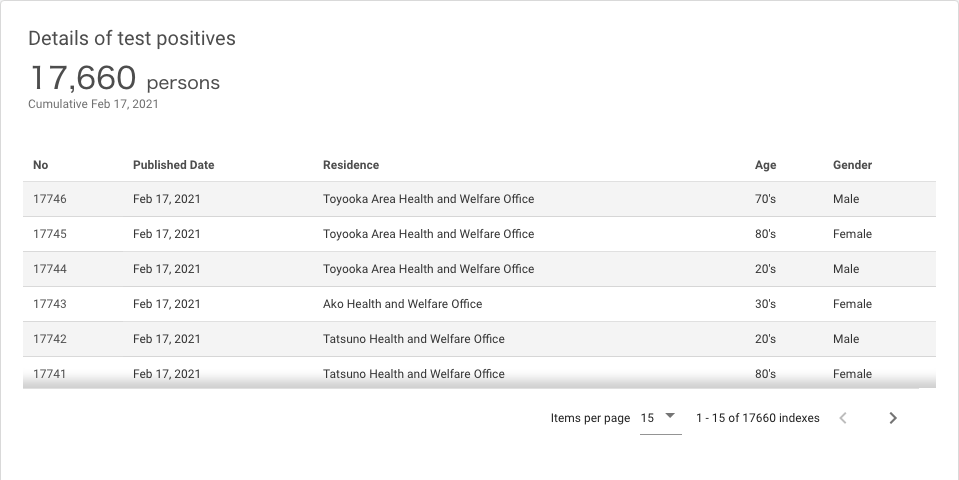 Details of test positives
17,660 persons
Cumulative Feb 17, 2021
No Published Date Residence Age Gender
17746 Feb 17, 2021 Toyooka Area Health and Welfare Office 70's Male
17745 Feb 17, 2021 Toyooka Area Health and Welfare Office 80's Female
17744 Feb 17, 2021 Toyooka Area Health and Welfare Office 20's Male
17743 Feb 17, 2021 Ako Health and Welfare Office 30's Female
17742 Feb 17, 2021 Tatsuno Health and Welfare Office 20's Male
17741 Feb 17, 2021 Tatsuno Health and Welfare Office 80's Female
Items per page 15 1 - 15 of 17660 indexes